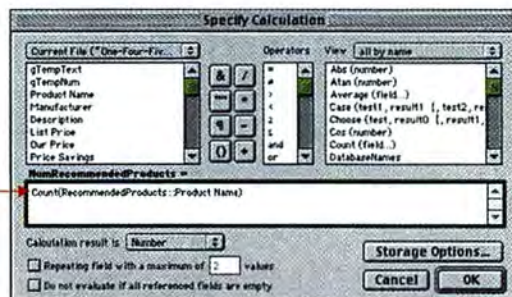 Specify Calculation
Current File ("One-Four-Fiv...
Operators
View all by name
gTempText
gTempNum
Product Name
Manufacturer
Description
List Price
Our Price
Price Savings
& /
"" *
¶ -
() +
=
≠
>
<
≥
≤
and
or
Abs (number)
Atan (number)
Average (field...)
Case (test1, result1 [, test2, re
Choose (test, result0 [, result1,
Cos (number)
Count (field...)
DatabaseNames
NumRecommendedProducts =
Count(RecommendedProducts::Product Name)
Calculation result is Number
Repeating field with a maximum of 2 values
Do not evaluate if all referenced fields are empty
Storage Options...
Cancel
OK